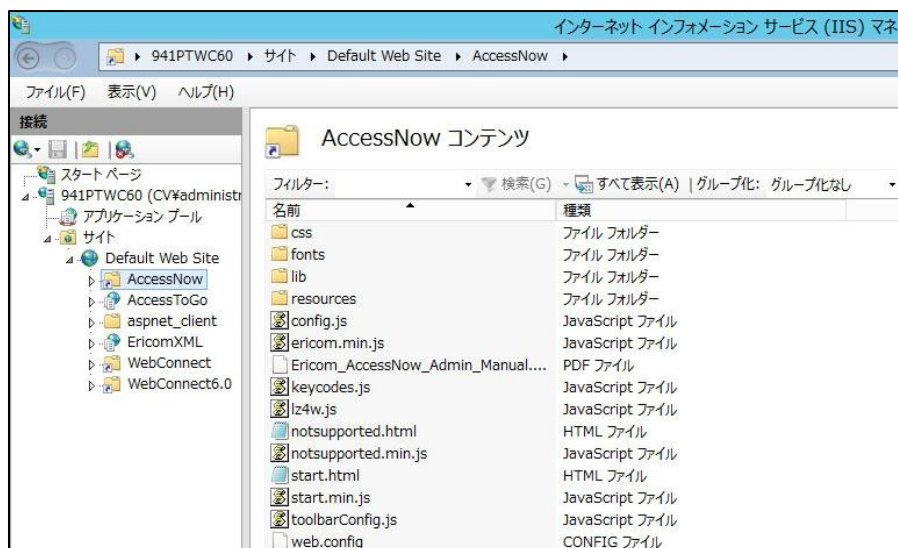 インターネット インフォメーション サービス (IIS) マネ
941PTWC60 サイト Default Web Site AccessNow
ファイル(F) 表示(V) ヘルプ(H)
接続
スタート ページ
941PTWC60 (CV¥administr
アプリケーション プール
サイト
Default Web Site
AccessNow
AccessToGo
aspnet_client
EricomXML
WebConnect
WebConnect6.0
AccessNow コンテンツ
フィルター: 検索(G) すべて表示(A) | グループ化: グループ化なし
名前 種類
css ファイル フォルダー
fonts ファイル フォルダー
lib ファイル フォルダー
resources ファイル フォルダー
config.js JavaScript ファイル
ericom.min.js JavaScript ファイル
Ericom_AccessNow_Admin_Manual.... PDF ファイル
keycodes.js JavaScript ファイル
lz4w.js JavaScript ファイル
notsupported.html HTML ファイル
notsupported.min.js JavaScript ファイル
start.html HTML ファイル
start.min.js JavaScript ファイル
toolbarConfig.js JavaScript ファイル
web.config CONFIG ファイル